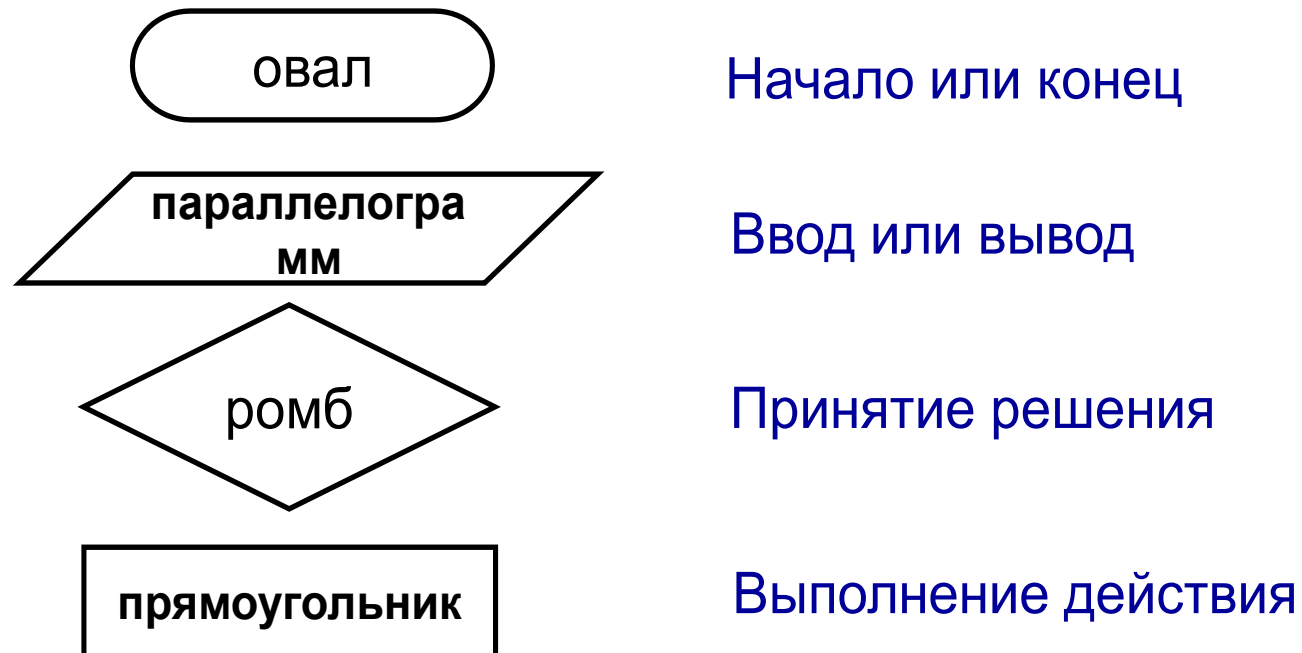 овал
Начало или конец
параллелогра
мм
Ввод или вывод
ромб
Принятие решения
прямоугольник
Выполнение действия